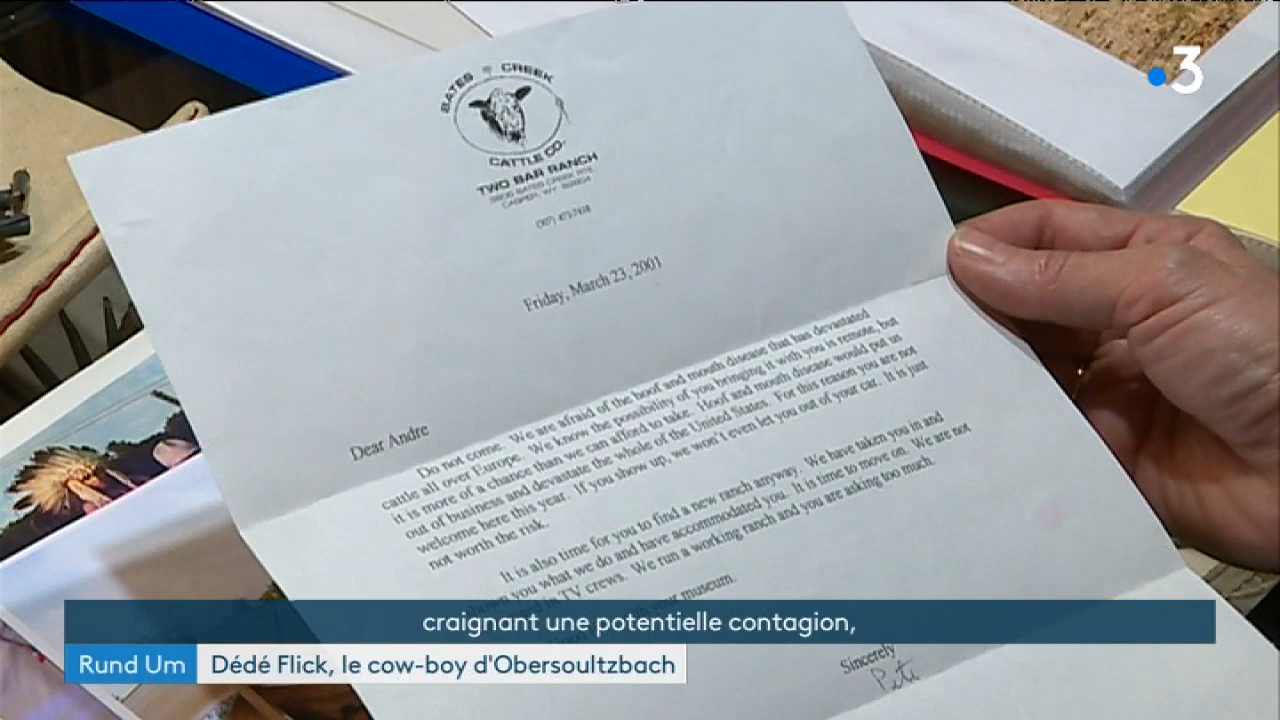 3
BATES CREEK
CATTLE CO.
TWO BAR RANCH
CASPER, WY
Friday, March 23, 2001
Dear Andre
Do not come. We are afraid of the hoof and mouth disease that has devastated
cattle all over Europe. We know the possibility of you bringing it with you is remote, but
it is more of a chance than we can afford to take. Hoof and mouth disease would put us
out of business and devastate the whole of the United States. For this reason you are not
welcome here this year. If you show up, we won't even let you out of your car. It is just
not worth the risk.
It is also time for you to find a new ranch anyway. We have taken you in and
shown you what we do and have accommodated you. It is time to move on. We are not
in TV crews. We run a working ranch and you are asking too much.
your museum.
Sincerely
Pete
craignant une potentielle contagion,
Rund Um
Dédé Flick, le cow-boy d'Obersoultzbach